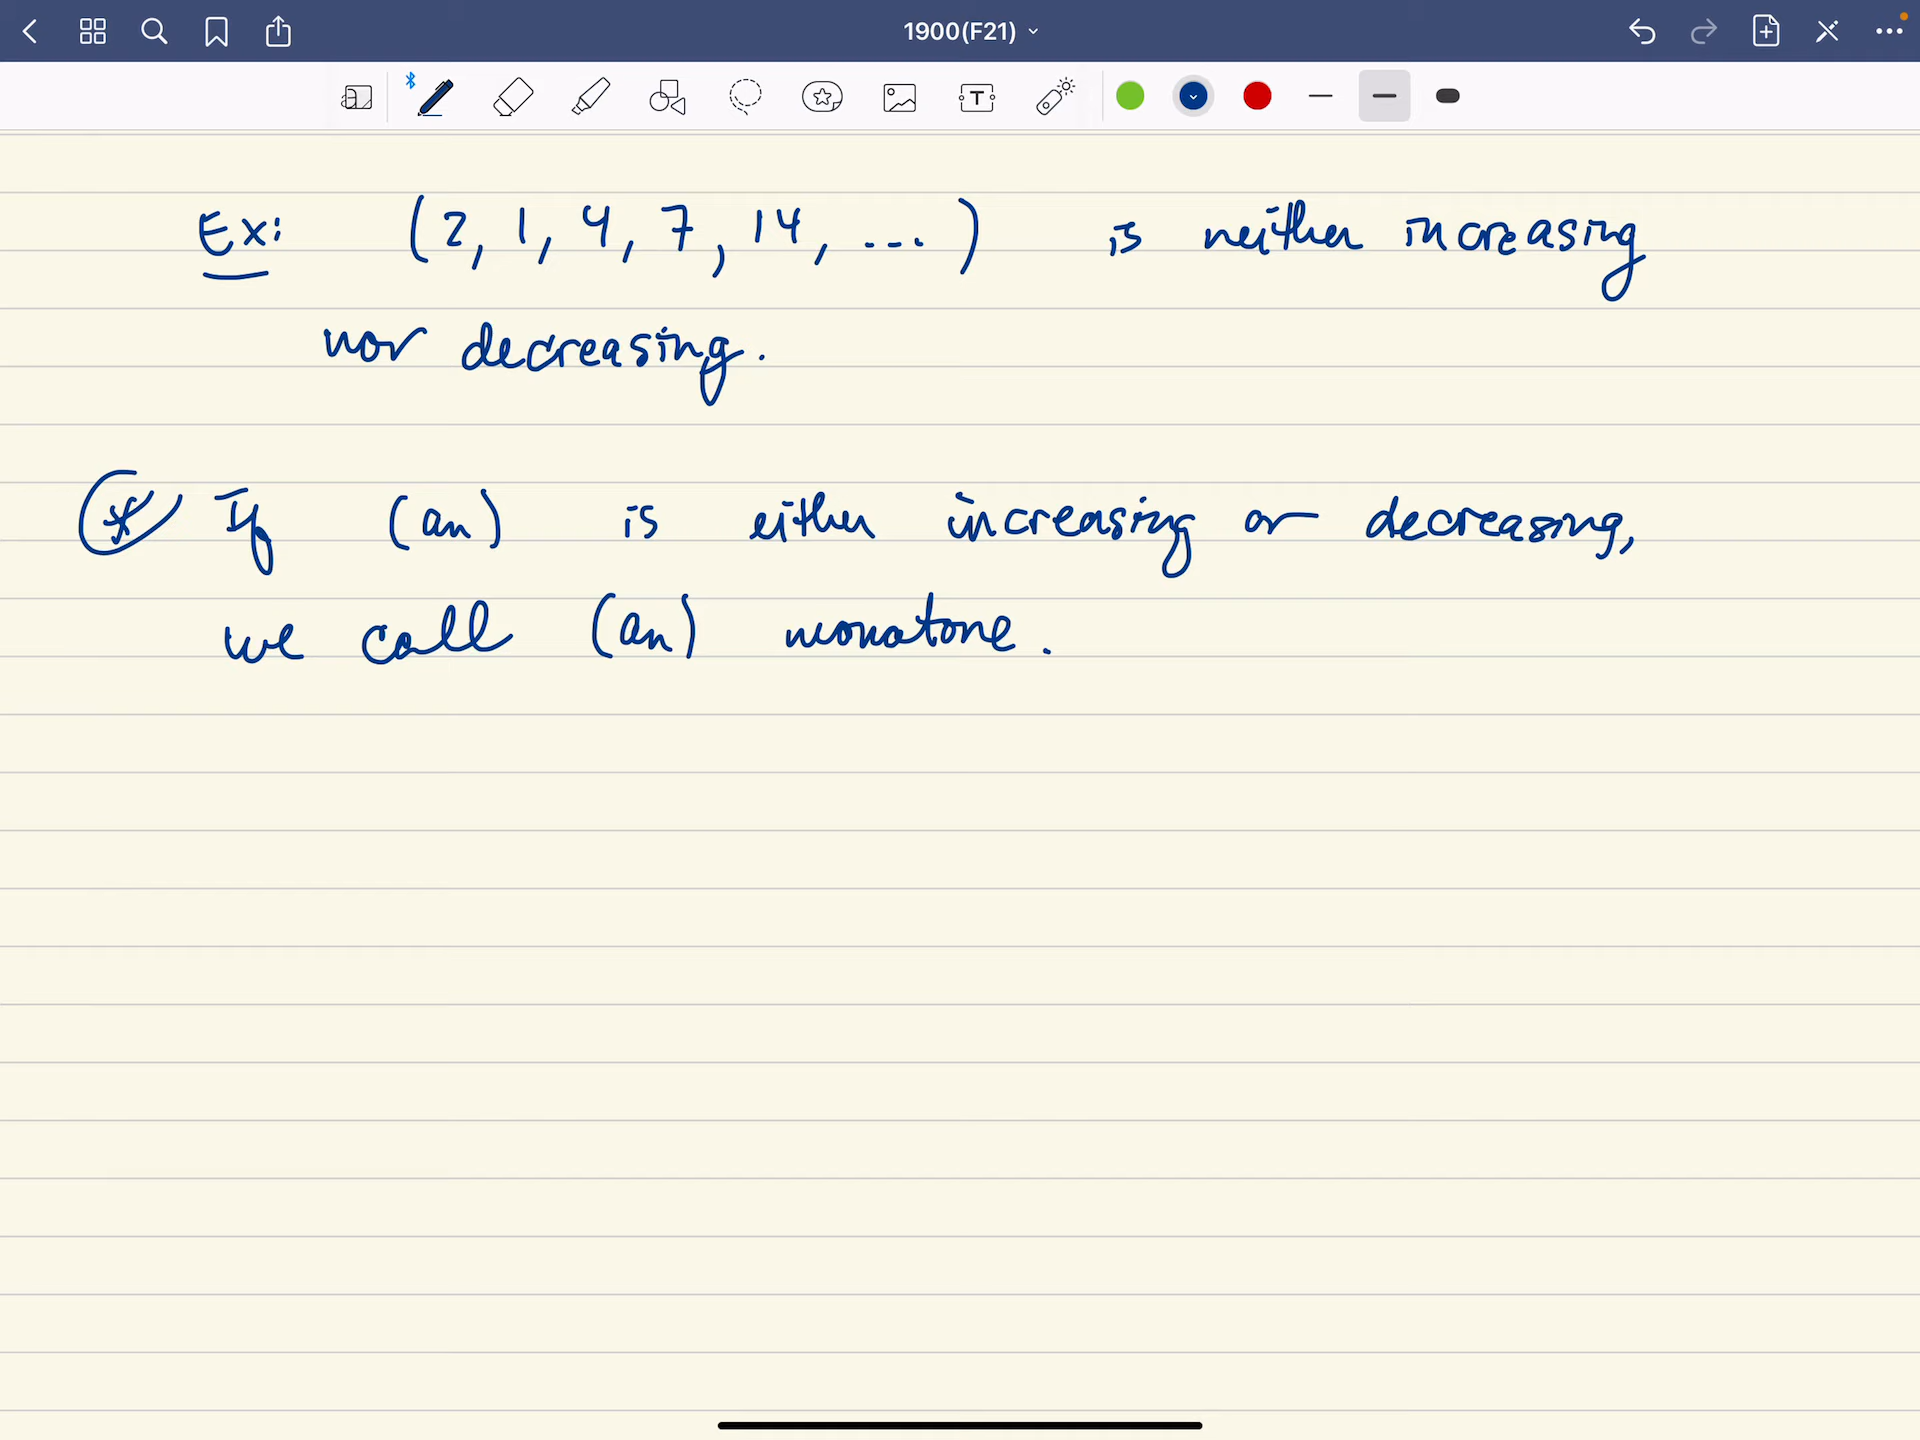 1900(F21)
T
Ex: (2, 1, 4, 7, 14, ...) is neither increasing
nor decreasing.
* If (an) is either increasing or decreasing,
we call (an) monotone.